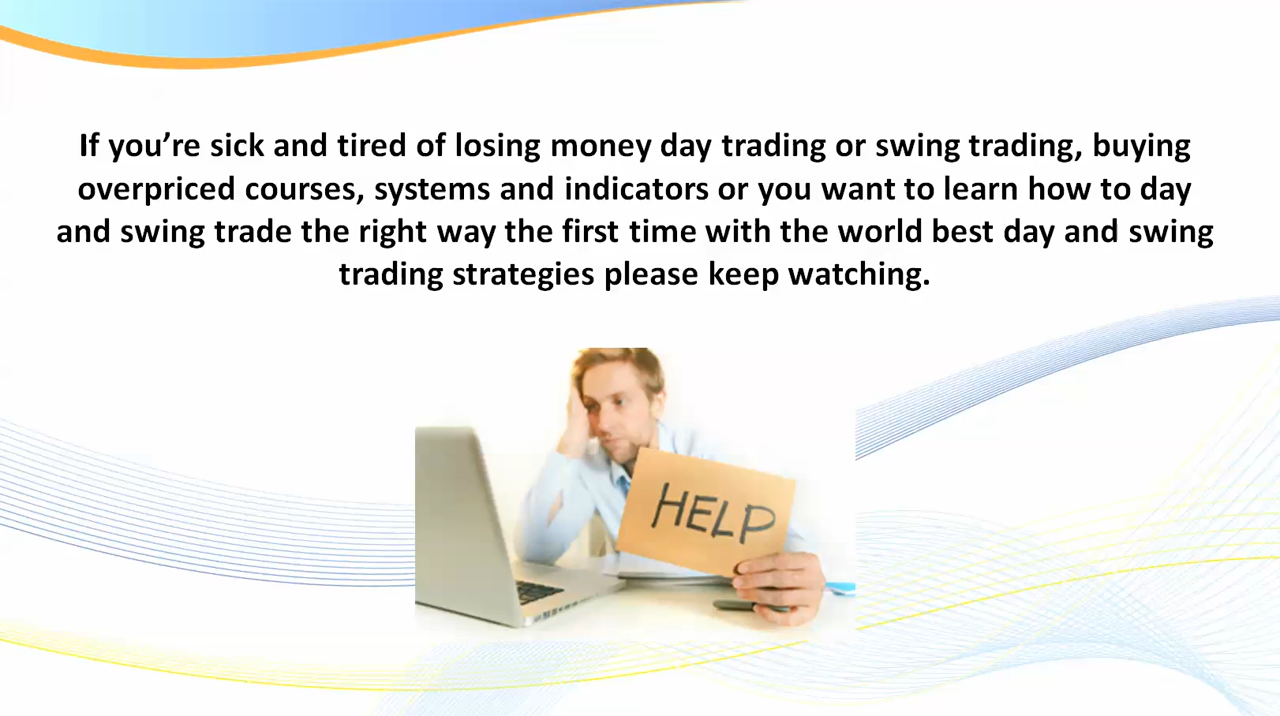 If you’re sick and tired of losing money day trading or swing trading, buying
overpriced courses, systems and indicators or you want to learn how to day
and swing trade the right way the first time with the world best day and swing
trading strategies please keep watching.
HELP